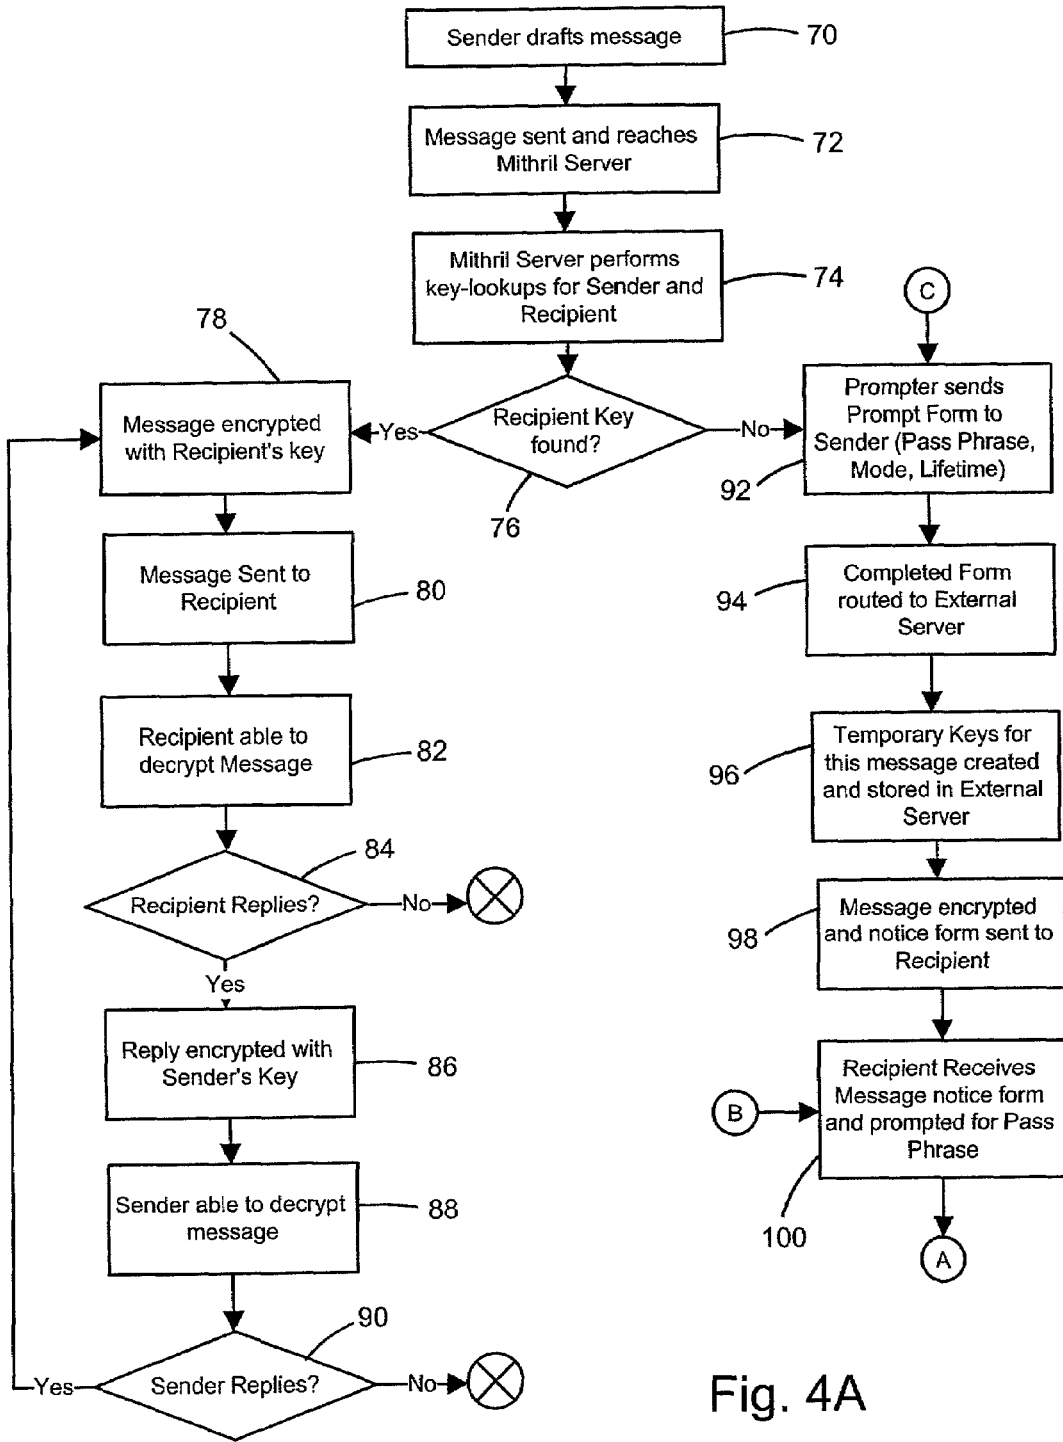 Sender drafts message
70
Message sent and reaches
Mithril Server
72
Mithril Server performs
key-lookups for Sender and
Recipient
74
Recipient Key
found?
76
Yes
No
78
Message encrypted
with Recipient's key
Message Sent to
Recipient
80
Recipient able to
decrypt Message
82
84
Recipient Replies?
No
Yes
Reply encrypted with
Sender's Key
86
Sender able to decrypt
message
88
90
Sender Replies?
Yes
No
C
Prompter sends
Prompt Form to
Sender (Pass Phrase,
Mode, Lifetime)
92
Completed Form
routed to External
Server
94
Temporary Keys for
this message created
and stored in External
Server
96
Message encrypted
and notice form sent to
Recipient
98
B
Recipient Receives
Message notice form
and prompted for Pass
Phrase
100
A
Fig. 4A